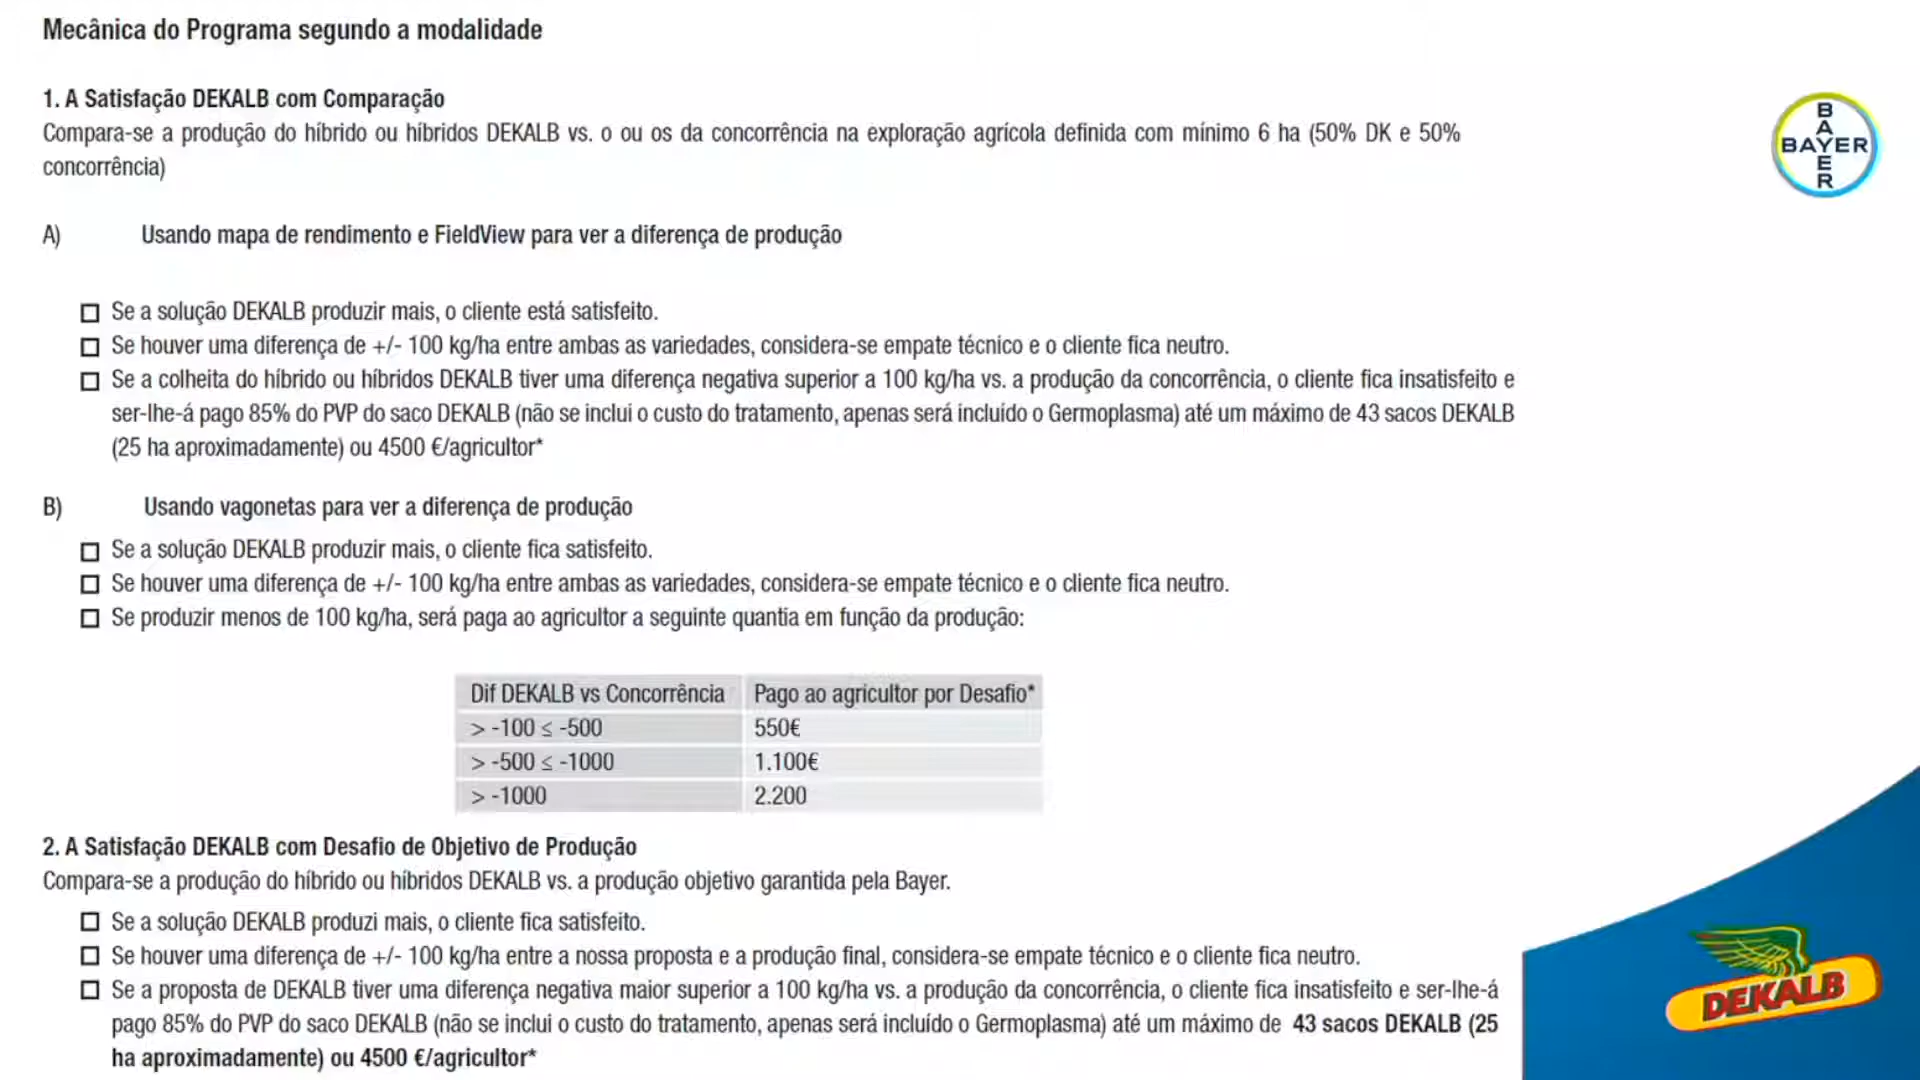 Mecânica do Programa segundo a modalidade
1. A Satisfação DEKALB com Comparação
Compara-se a produção do híbrido ou híbridos DEKALB vs. o ou os da concorrência na exploração agrícola definida com mínimo 6 ha (50% DK e 50%
concorrência)
BAYER
BAYER
A) Usando mapa de rendimento e FieldView para ver a diferença de produção
Se a solução DEKALB produzir mais, o cliente está satisfeito.
Se houver uma diferença de +/- 100 kg/ha entre ambas as variedades, considera-se empate técnico e o cliente fica neutro.
Se a colheita do híbrido ou híbridos DEKALB tiver uma diferença negativa superior a 100 kg/ha vs. a produção da concorrência, o cliente fica insatisfeito e
ser-lhe-á pago 85% do PVP do saco DEKALB (não se inclui o custo do tratamento, apenas será incluído o Germoplasma) até um máximo de 43 sacos DEKALB
(25 ha aproximadamente) ou 4500 €/agricultor*
B) Usando vagonetas para ver a diferença de produção
Se a solução DEKALB produzir mais, o cliente fica satisfeito.
Se houver uma diferença de +/- 100 kg/ha entre ambas as variedades, considera-se empate técnico e o cliente fica neutro.
Se produzir menos de 100 kg/ha, será paga ao agricultor a seguinte quantia em função da produção:
Dif DEKALB vs Concorrência Pago ao agricultor por Desafio*
> -100 ≤ -500 550€
> -500 ≤ -1000 1.100€
> -1000 2.200
2. A Satisfação DEKALB com Desafio de Objetivo de Produção
Compara-se a produção do híbrido ou híbridos DEKALB vs. a produção objetivo garantida pela Bayer.
Se a solução DEKALB produzi mais, o cliente fica satisfeito.
Se houver uma diferença de +/- 100 kg/ha entre a nossa proposta e a produção final, considera-se empate técnico e o cliente fica neutro.
Se a proposta de DEKALB tiver uma diferença negativa maior superior a 100 kg/ha vs. a produção da concorrência, o cliente fica insatisfeito e ser-lhe-á
pago 85% do PVP do saco DEKALB (não se inclui o custo do tratamento, apenas será incluído o Germoplasma) até um máximo de 43 sacos DEKALB (25
ha aproximadamente) ou 4500 €/agricultor*
DEKALB